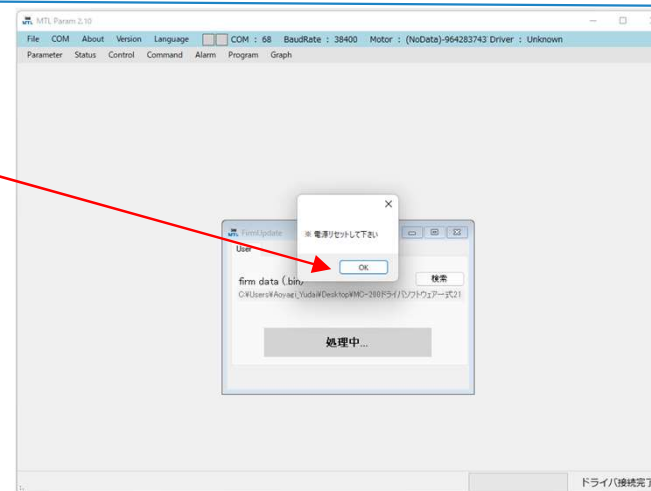 MTL Param 2.10
File COM About Version Language COM : 68 BaudRate : 38400 Motor : (NoData)-964283743 Driver : Unknown
Parameter Status Control Command Alarm Program Graph
FirmUpdate
※ 電源リセットして下さい
User
OK
firm data (.bin)
検索
C:¥Users¥Aoyagi_Yudai¥Desktop¥MC-200ドライバソフトウェア一式21
処理中...
ドライバ接続完了